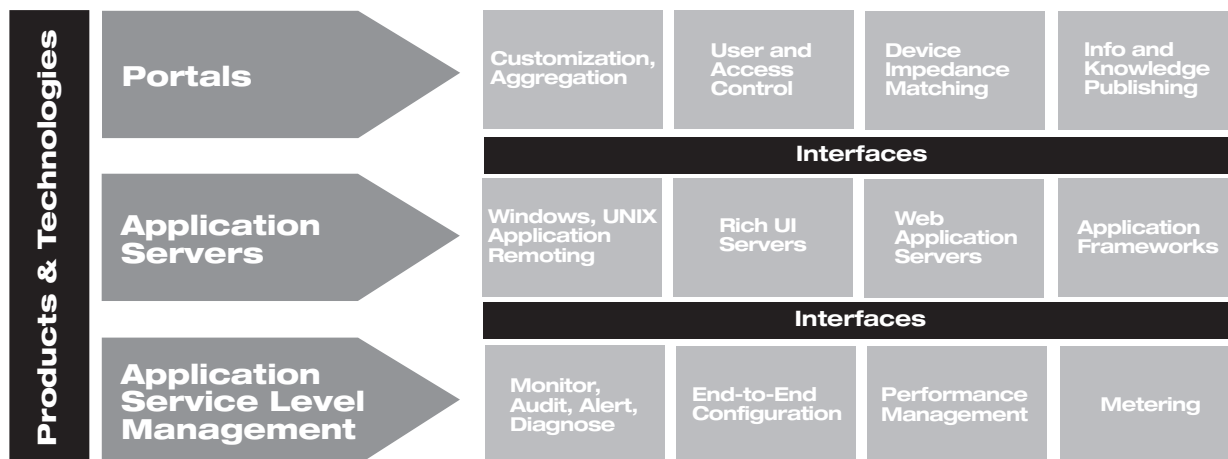 Products & Technologies
Portals
Customization,
Aggregation
User and
Access
Control
Device
Impedance
Matching
Info and
Knowledge
Publishing
Interfaces
Application
Servers
Windows, UNIX
Application
Remoting
Rich UI
Servers
Web
Application
Servers
Application
Frameworks
Interfaces
Application
Service Level
Management
Monitor,
Audit, Alert,
Diagnose
End-to-End
Configuration
Performance
Management
Metering